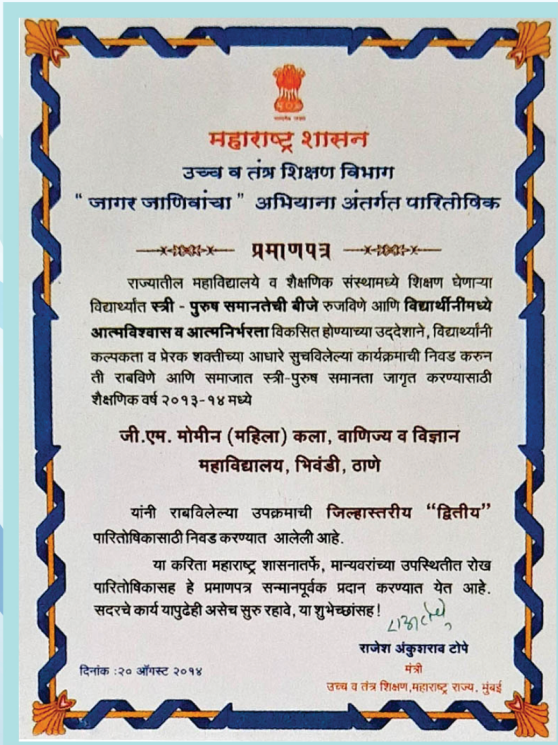 महाराष्ट्र शासन
उच्च व तंत्र शिक्षण विभाग
" जागर जाणिवांचा " अभियाना अंतर्गत पारितोषिक
प्रमाणपत्र
राज्यातील महाविद्यालये व शैक्षणिक संस्थामध्ये शिक्षण घेणाऱ्या
विद्यार्थ्यांत स्त्री - पुरुष समानतेची बीजे रुजविणे आणि विद्यार्थीनींमध्ये
आत्मविश्वास व आत्मनिर्भरता विकसित होण्याच्या उद्देशाने, विद्यार्थ्यांनी
कल्पकता व प्रेरक शक्तीच्या आधारे सुचविलेल्या कार्यक्रमाची निवड करुन
ती राबविणे आणि समाजात स्त्री-पुरुष समानता जागृत करण्यासाठी
शैक्षणिक वर्ष २०१३-१४ मध्ये
जी.एम. मोमीन (महिला) कला, वाणिज्य व विज्ञान
महाविद्यालय, भिवंडी, ठाणे
यांनी राबविलेल्या उपक्रमाची जिल्हास्तरीय “द्वितीय”
पारितोषिकासाठी निवड करण्यात आलेली आहे.
या करिता महाराष्ट्र शासनातर्फे, मान्यवरांच्या उपस्थितीत रोख
पारितोषिकासह हे प्रमाणपत्र सन्मानपूर्वक प्रदान करण्यात येत आहे.
सदरचे कार्य यापुढेही असेच सुरु रहावे, या शुभेच्छांसह!
राजेश अंकुशराव टोपे
दिनांक :२० ऑगस्ट २०१४
मंत्री
उच्च व तंत्र शिक्षण,महाराष्ट्र राज्य. मुंबई